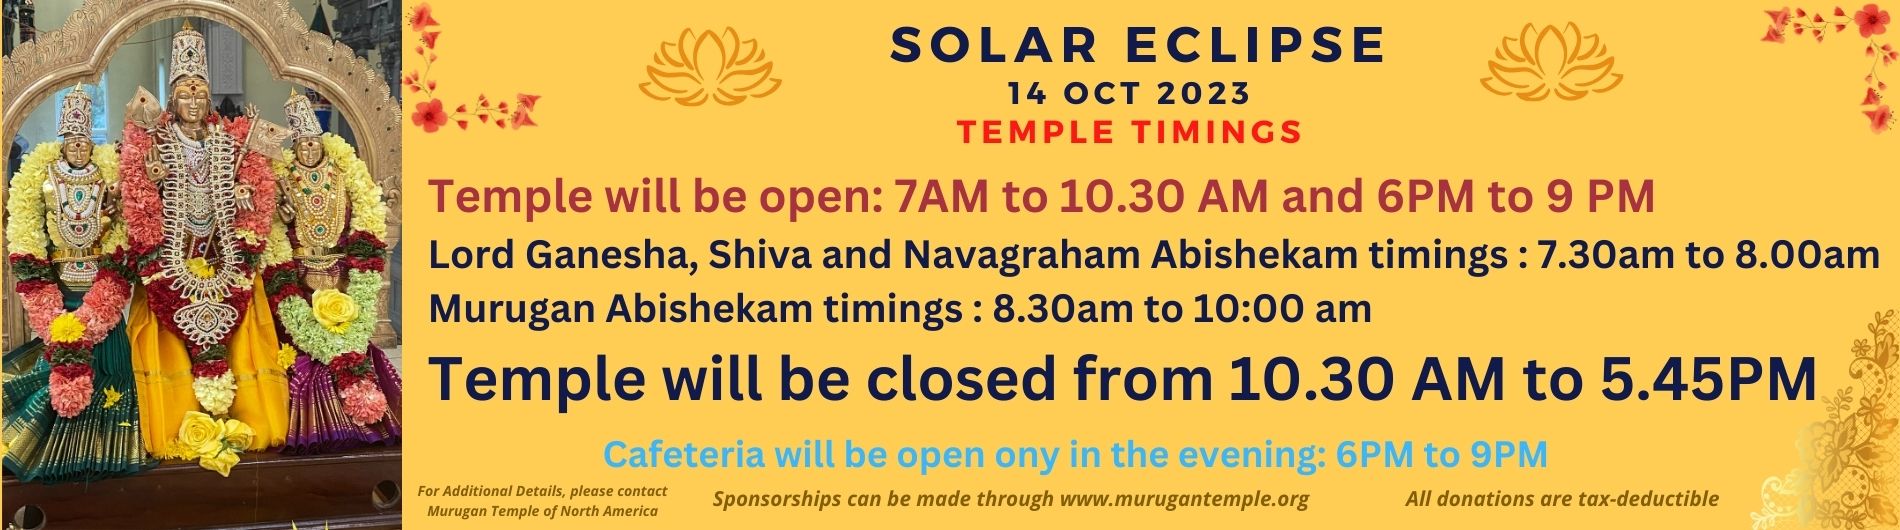 SOLAR ECLIPSE
14 OCT 2023
TEMPLE TIMINGS
Temple will be open: 7AM to 10.30 AM and 6PM to 9 PM
Lord Ganesha, Shiva and Navagraham Abishekam timings : 7.30am to 8.00am
Murugan Abishekam timings : 8.30am to 10:00 am
Temple will be closed from 10.30 AM to 5.45PM
Cafeteria will be open ony in the evening: 6PM to 9PM
For Additional Details, please contact
Murugan Temple of North America
Sponsorships can be made through www.murugantemple.org
All donations are tax-deductible